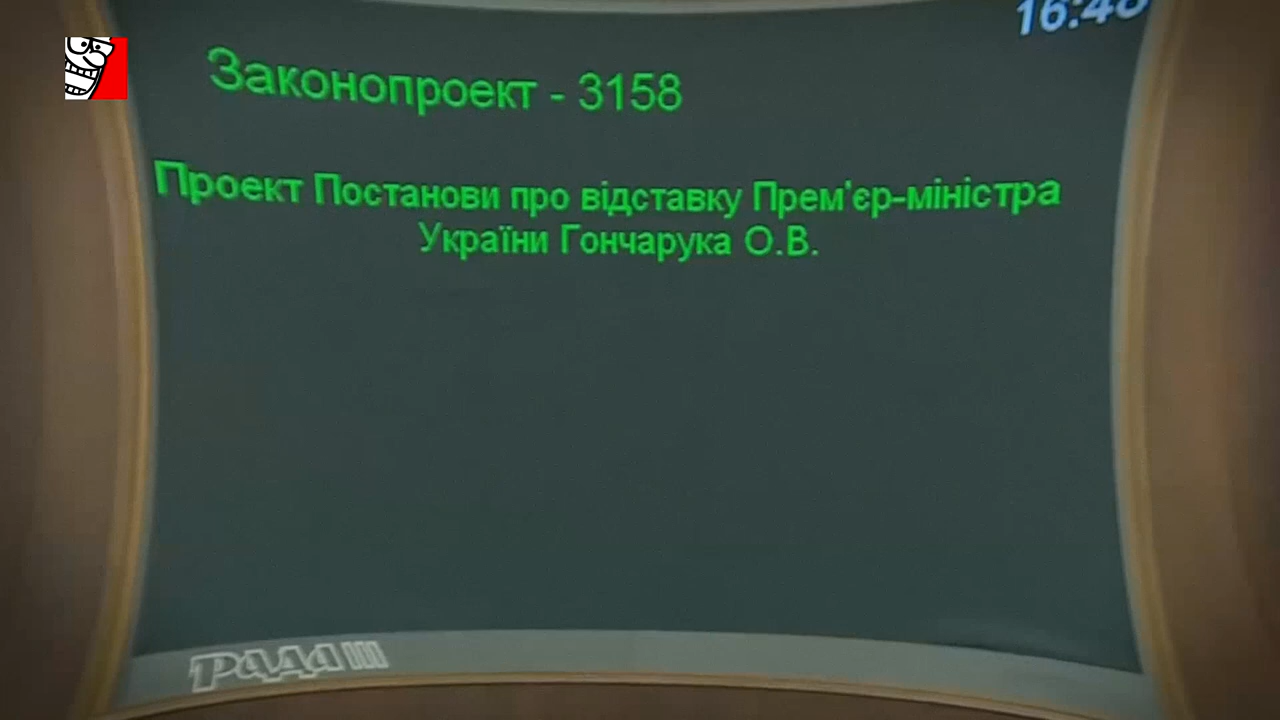 16:48
Законопроект - 3158
Проект Постанови про відставку Прем'єр-міністра
України Гончарука О.В.
РАДА